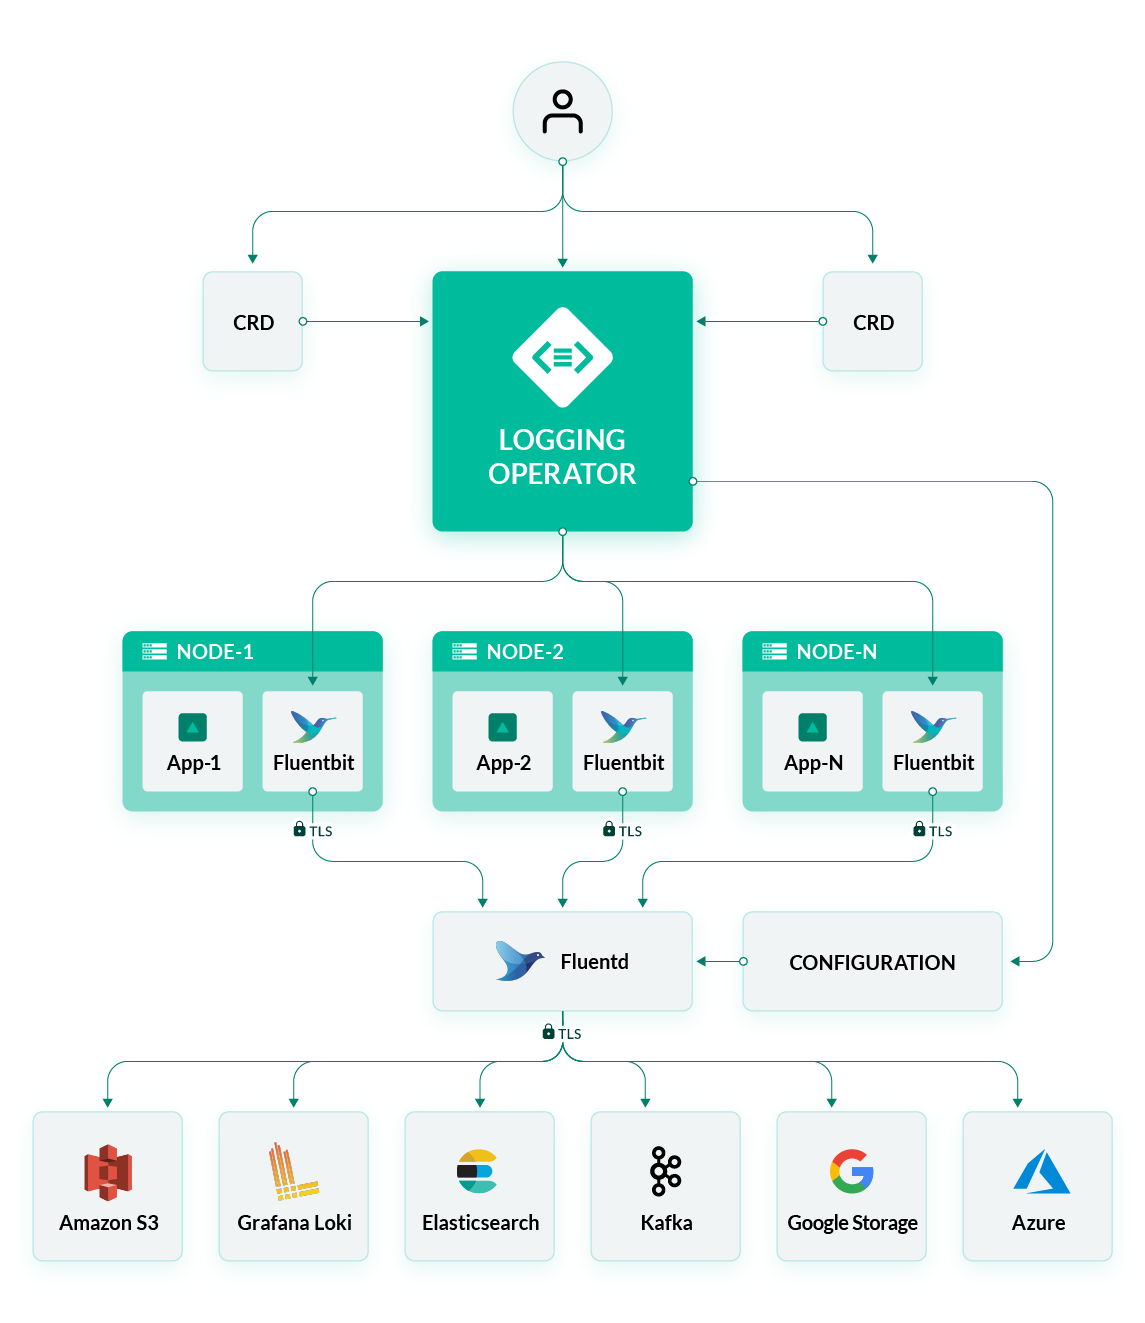 CRD
CRD
LOGGING
OPERATOR
NODE-1
NODE-2
NODE-N
App-1
Fluentbit
App-2
Fluentbit
App-N
Fluentbit
TLS
TLS
TLS
Fluentd
CONFIGURATION
TLS
Amazon S3
Grafana Loki
Elasticsearch
Kafka
Google Storage
Azure